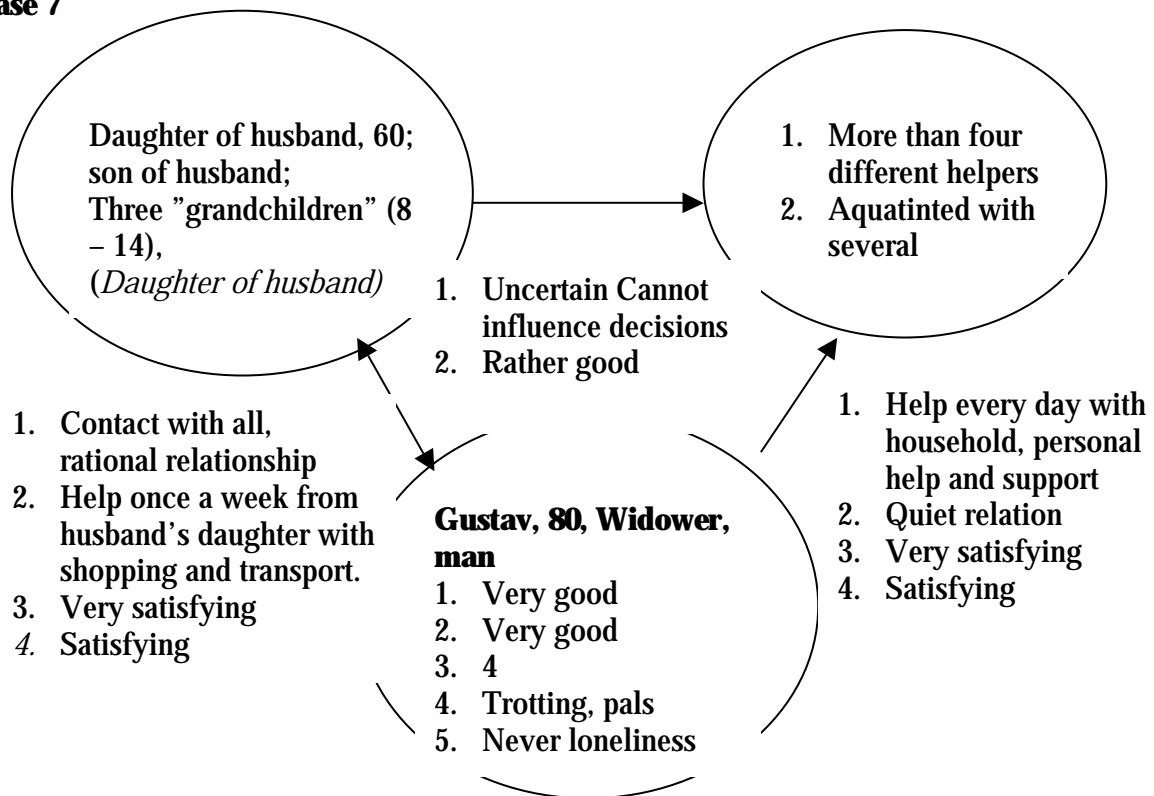 ase 7
Daughter of husband, 60;
son of husband;
Three ”grandchildren” (8
– 14),
(Daughter of husband)
1. More than four
different helpers
2. Aquatinted with
several
1. Uncertain Cannot
influence decisions
2. Rather good
1. Contact with all,
rational relationship
2. Help once a week from
husband’s daughter with
shopping and transport.
3. Very satisfying
4. Satisfying
Gustav, 80, Widower,
man
1. Very good
2. Very good
3. 4
4. Trotting, pals
5. Never loneliness
1. Help every day with
household, personal
help and support
2. Quiet relation
3. Very satisfying
4. Satisfying